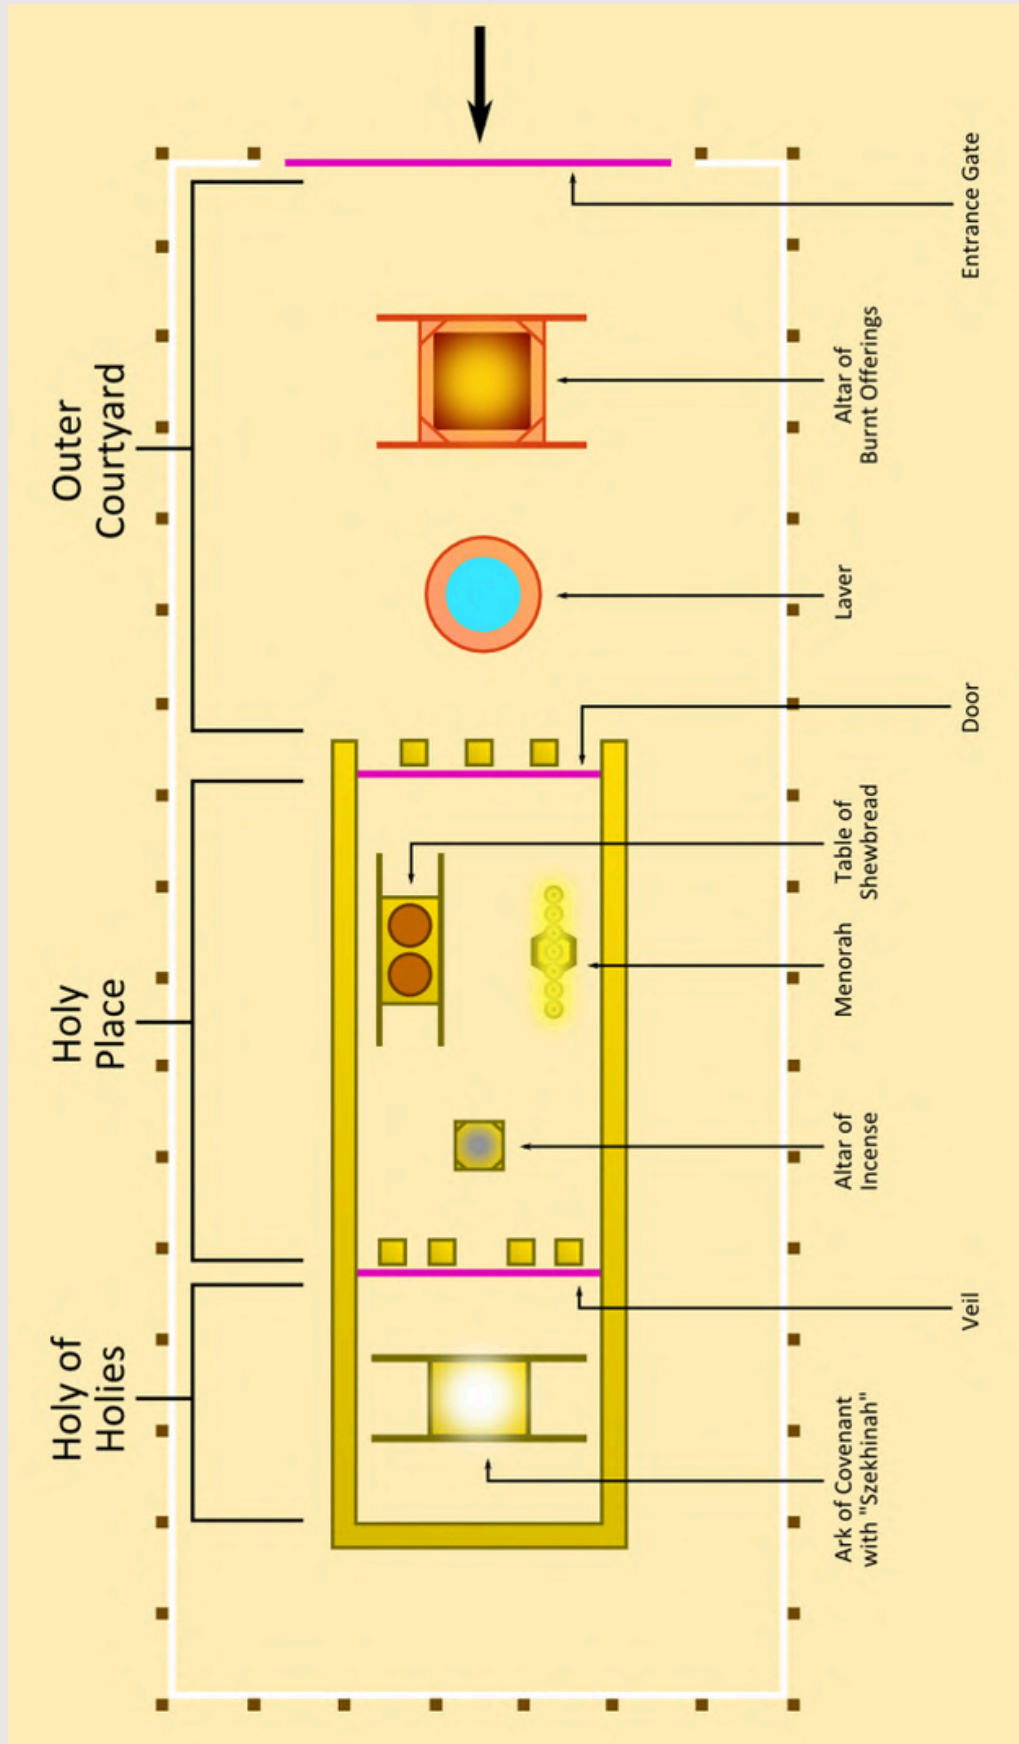 Holy of
Holies
Holy
Place
Outer
Courtyard
Ark of Covenant
with "Szekhinah"
Veil
Altar of
Incense
Menorah
Table of
Shewbread
Door
Laver
Altar of
Burnt Offerings
Entrance Gate